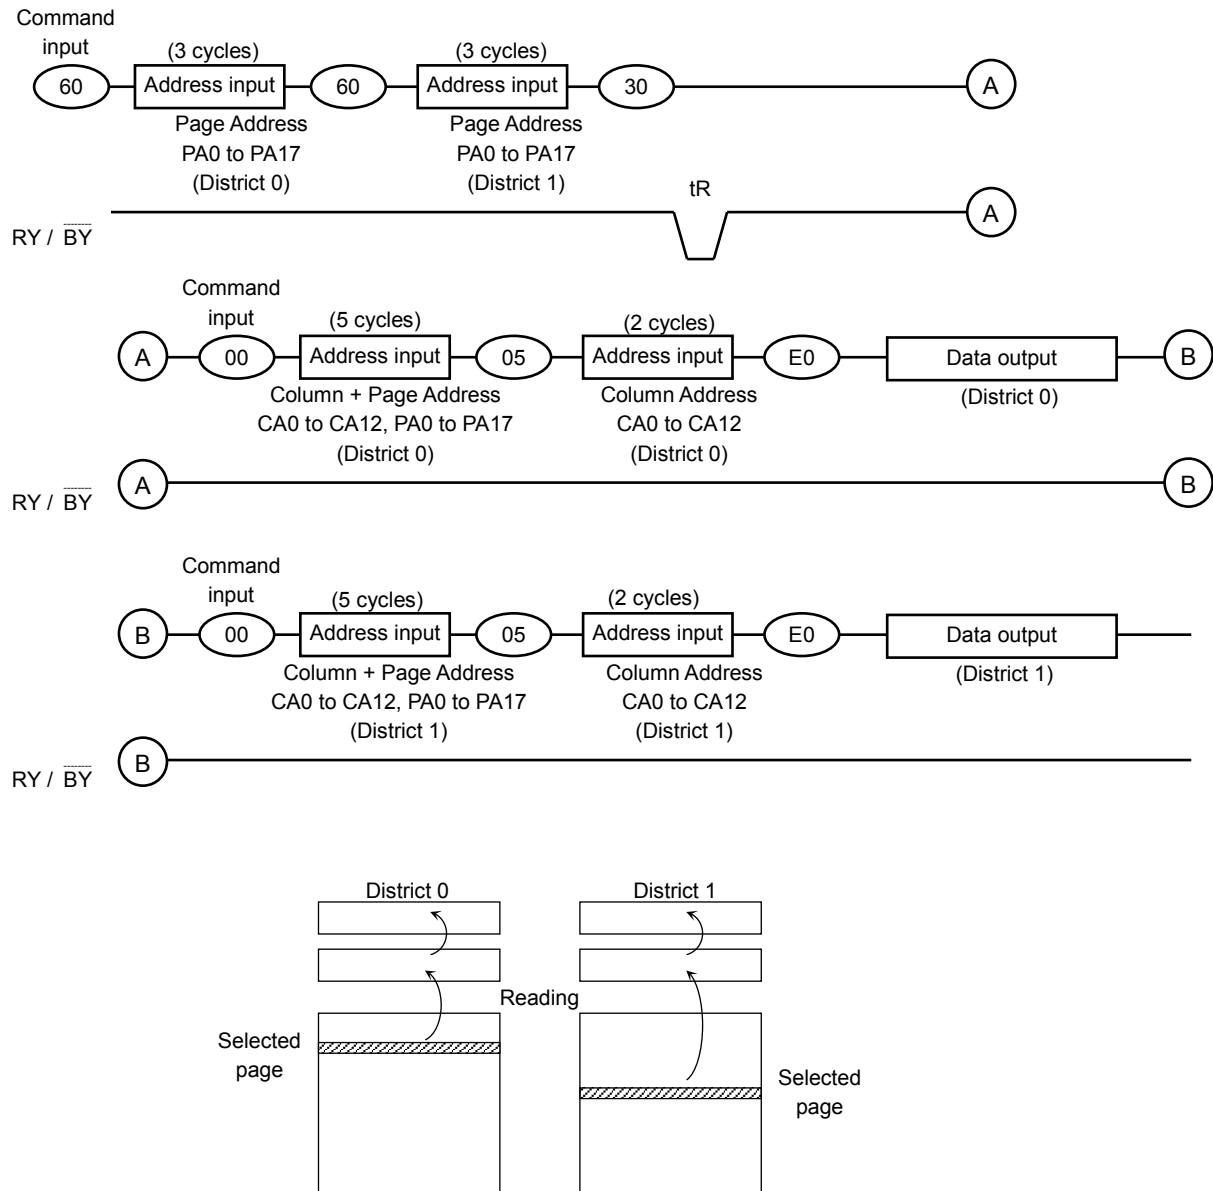 Command
input
(3 cycles)
(3 cycles)
60
Address input
60
Address input
30
A
Page Address
PA0 to PA17
(District 0)
Page Address
PA0 to PA17
(District 1)
tR
A
RY / BY
Command
input
(5 cycles)
(2 cycles)
A
00
Address input
05
Address input
E0
Data output
B
Column + Page Address
CA0 to CA12, PA0 to PA17
(District 0)
Column Address
CA0 to CA12
(District 0)
(District 0)
A
B
RY / BY
Command
input
(5 cycles)
(2 cycles)
B
00
Address input
05
Address input
E0
Data output
Column + Page Address
CA0 to CA12, PA0 to PA17
(District 1)
Column Address
CA0 to CA12
(District 1)
(District 1)
B
RY / BY
District 0
District 1
Reading
Selected
page
Selected
page